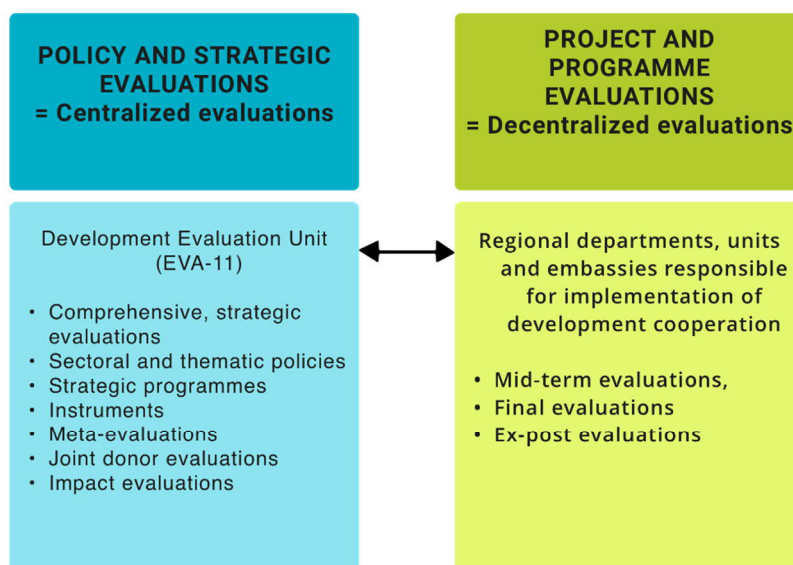 POLICY AND STRATEGIC
EVALUATIONS
= Centralized evaluations
PROJECT AND
PROGRAMME
EVALUATIONS
= Decentralized evaluations
Development Evaluation Unit
(EVA-11)
• Comprehensive, strategic
evaluations
• Sectoral and thematic policies
• Strategic programmes
• Instruments
• Meta-evaluations
• Joint donor evaluations
• Impact evaluations
Regional departments, units
and embassies responsible
for implementation of
development cooperation
• Mid-term evaluations,
• Final evaluations
• Ex-post evaluations